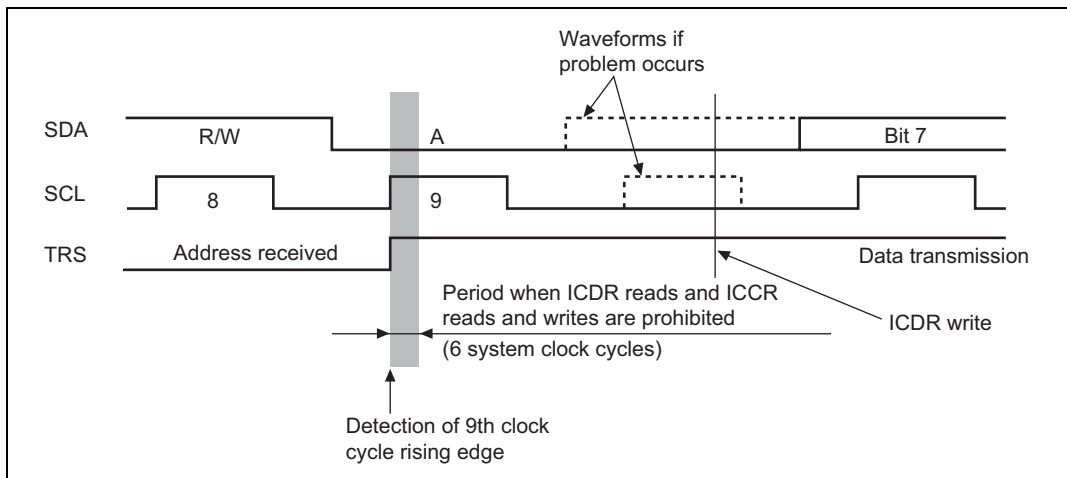 Waveforms if
problem occurs
SDA
R/W
A
Bit 7
SCL
8
9
TRS
Address received
Data transmission
Period when ICDR reads and ICCR
reads and writes are prohibited
(6 system clock cycles)
ICDR write
Detection of 9th clock
cycle rising edge